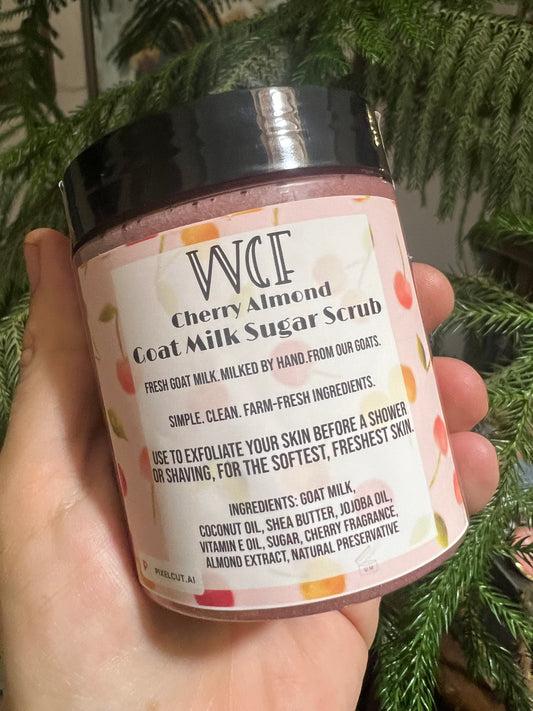 WCF
Cherry Almond
Goat Milk Sugar Scrub
FRESH GOAT MILK. MILKED BY HAND.FROM OUR GOATS.
SIMPLE. CLEAN. FARM-FRESH INGREDIENTS.
USE TO EXFOLIATE YOUR SKIN BEFORE A SHOWER
OR SHAVING, FOR THE SOFTEST, FRESHEST SKIN.
INGREDIENTS: GOAT MILK,
COCONUT OIL, SHEA BUTTER, JOJOBA OIL,
VITAMIN E OIL, SUGAR, CHERRY FRAGRANCE,
ALMOND EXTRACT, NATURAL PRESERVATIVE
PIXELCUT.AI